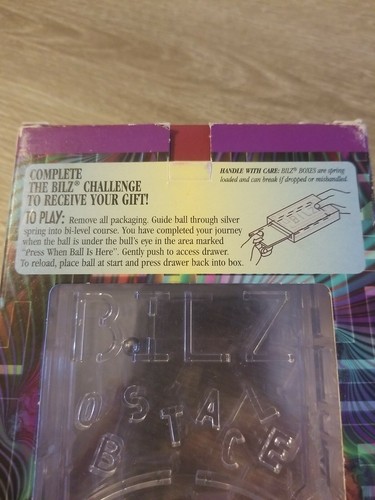 COMPLETE
THE BILZ® CHALLENGE
TO RECEIVE YOUR GIFT!
HANDLE WITH CARE: BILZ® BOXES are spring
loaded and can break if dropped or mishandled.
TO PLAY: Remove all packaging. Guide ball through silver
spring into bi-level course. You have completed your journey
when the ball is under the bull's eye in the area marked
"Press When Ball Is Here". Gently push to access drawer.
To reload, place ball at start and press drawer back into box.
BILZ
OBSTACLE